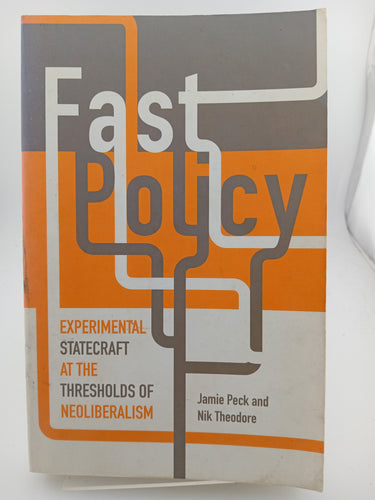 Fast
Policy
EXPERIMENTAL
STATECRAFT
AT THE
THRESHOLDS OF
NEOLIBERALISM
Jamie Peck and
Nik Theodore